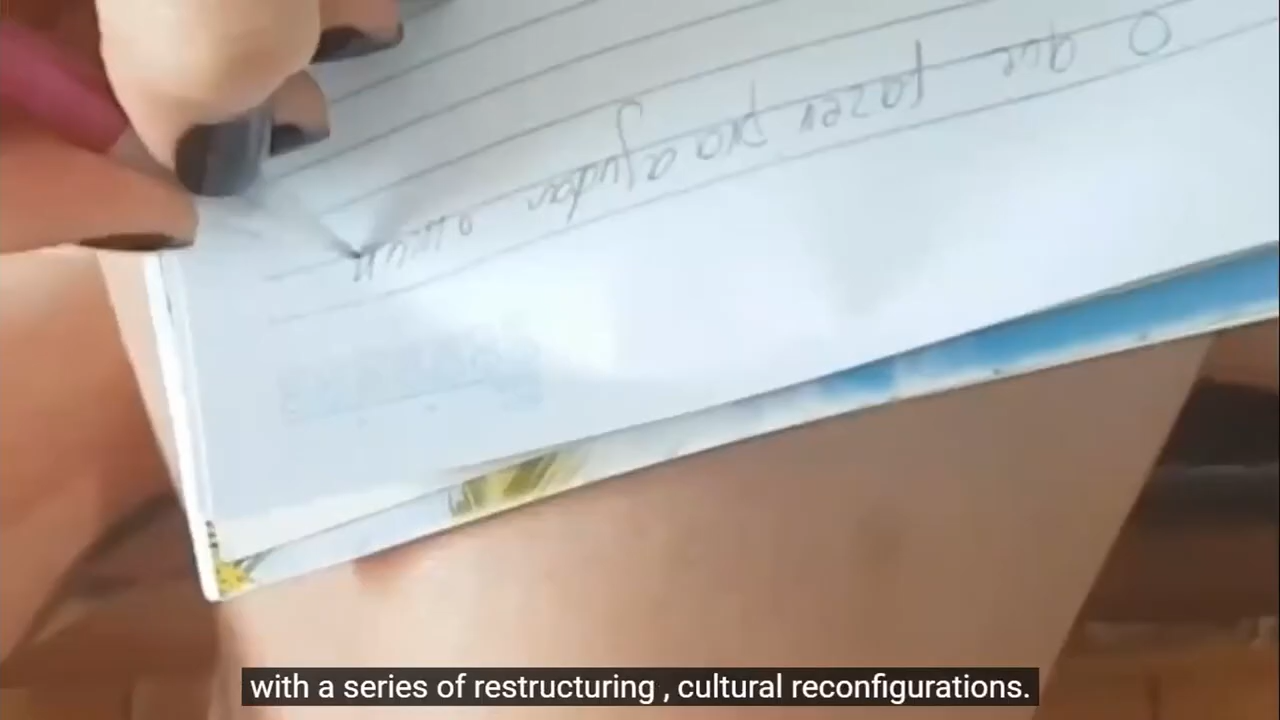 O que fazer pra ajudar
with a series of restructuring , cultural reconfigurations.